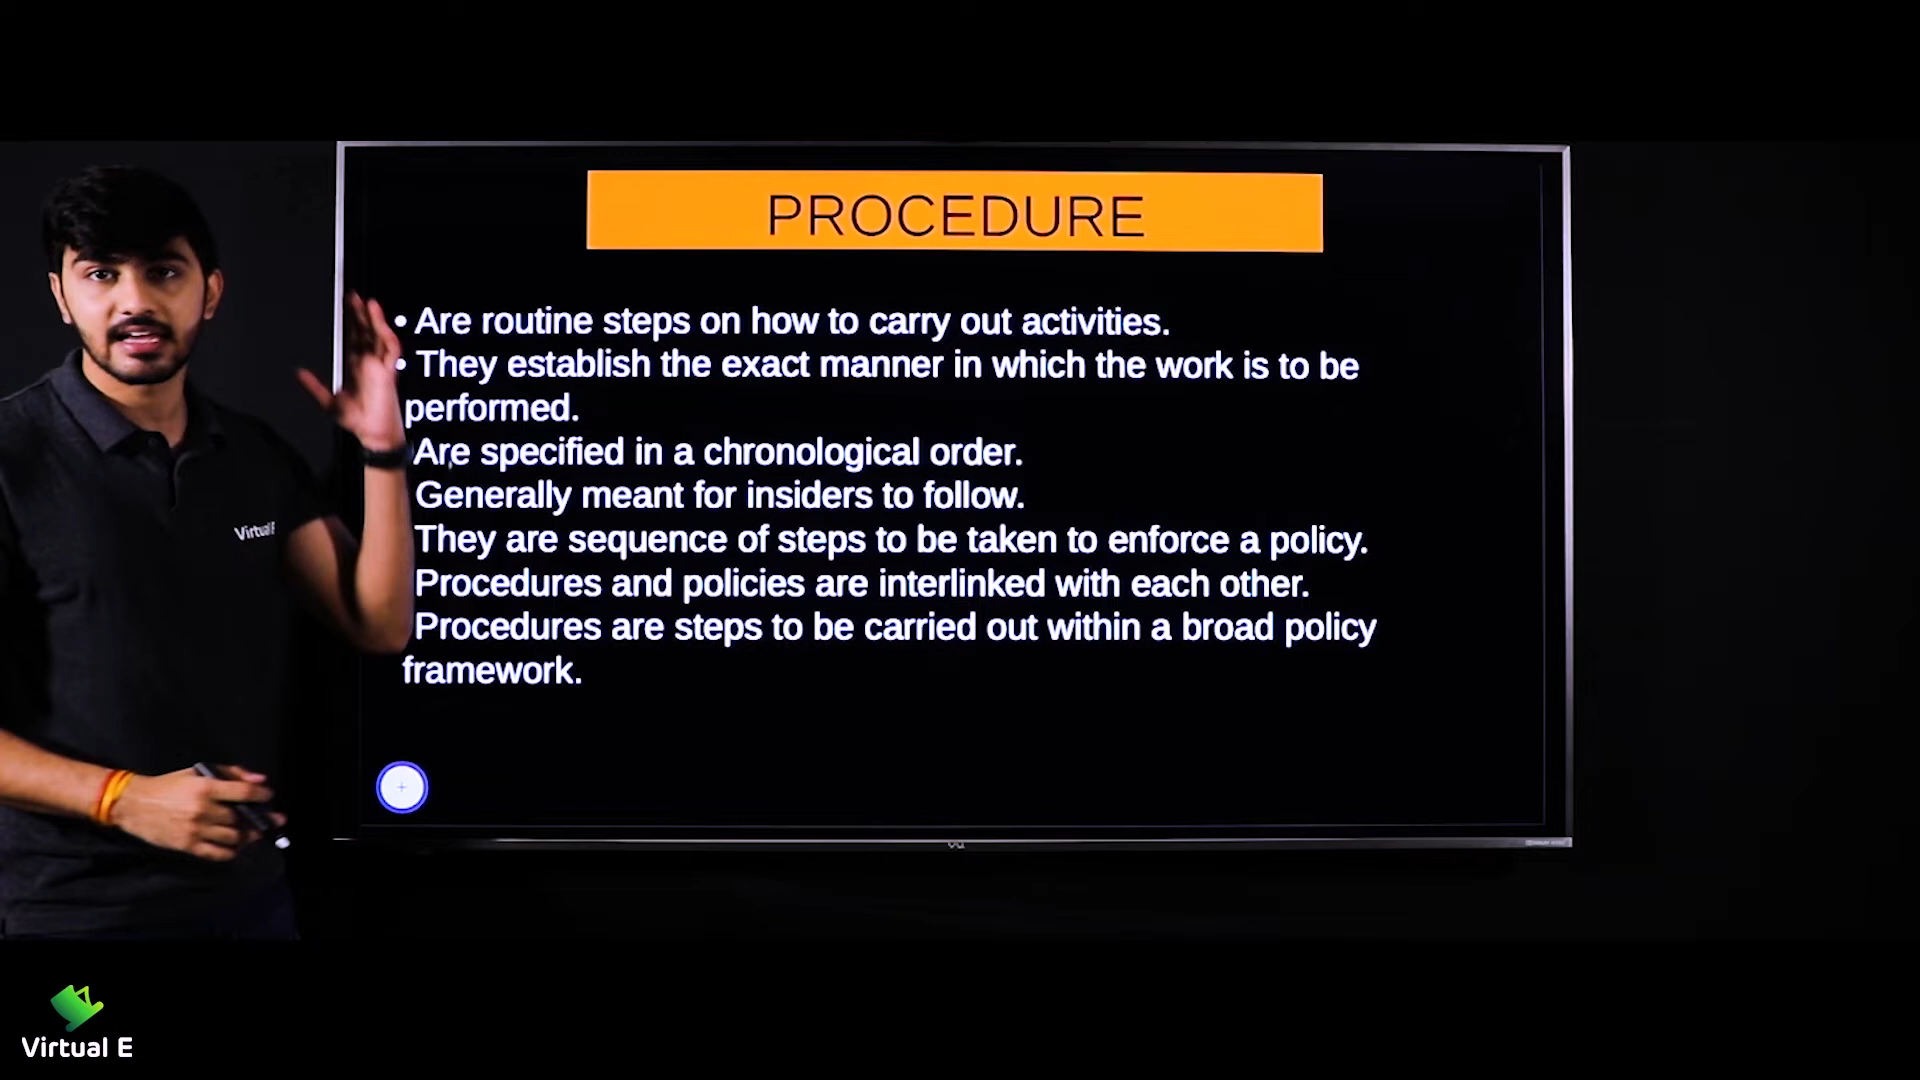 PROCEDURE
• Are routine steps on how to carry out activities.
• They establish the exact manner in which the work is to be
performed.
Are specified in a chronological order.
Generally meant for insiders to follow.
They are sequence of steps to be taken to enforce a policy.
Procedures and policies are interlinked with each other.
Procedures are steps to be carried out within a broad policy
framework.
Virtual E
Virtual E